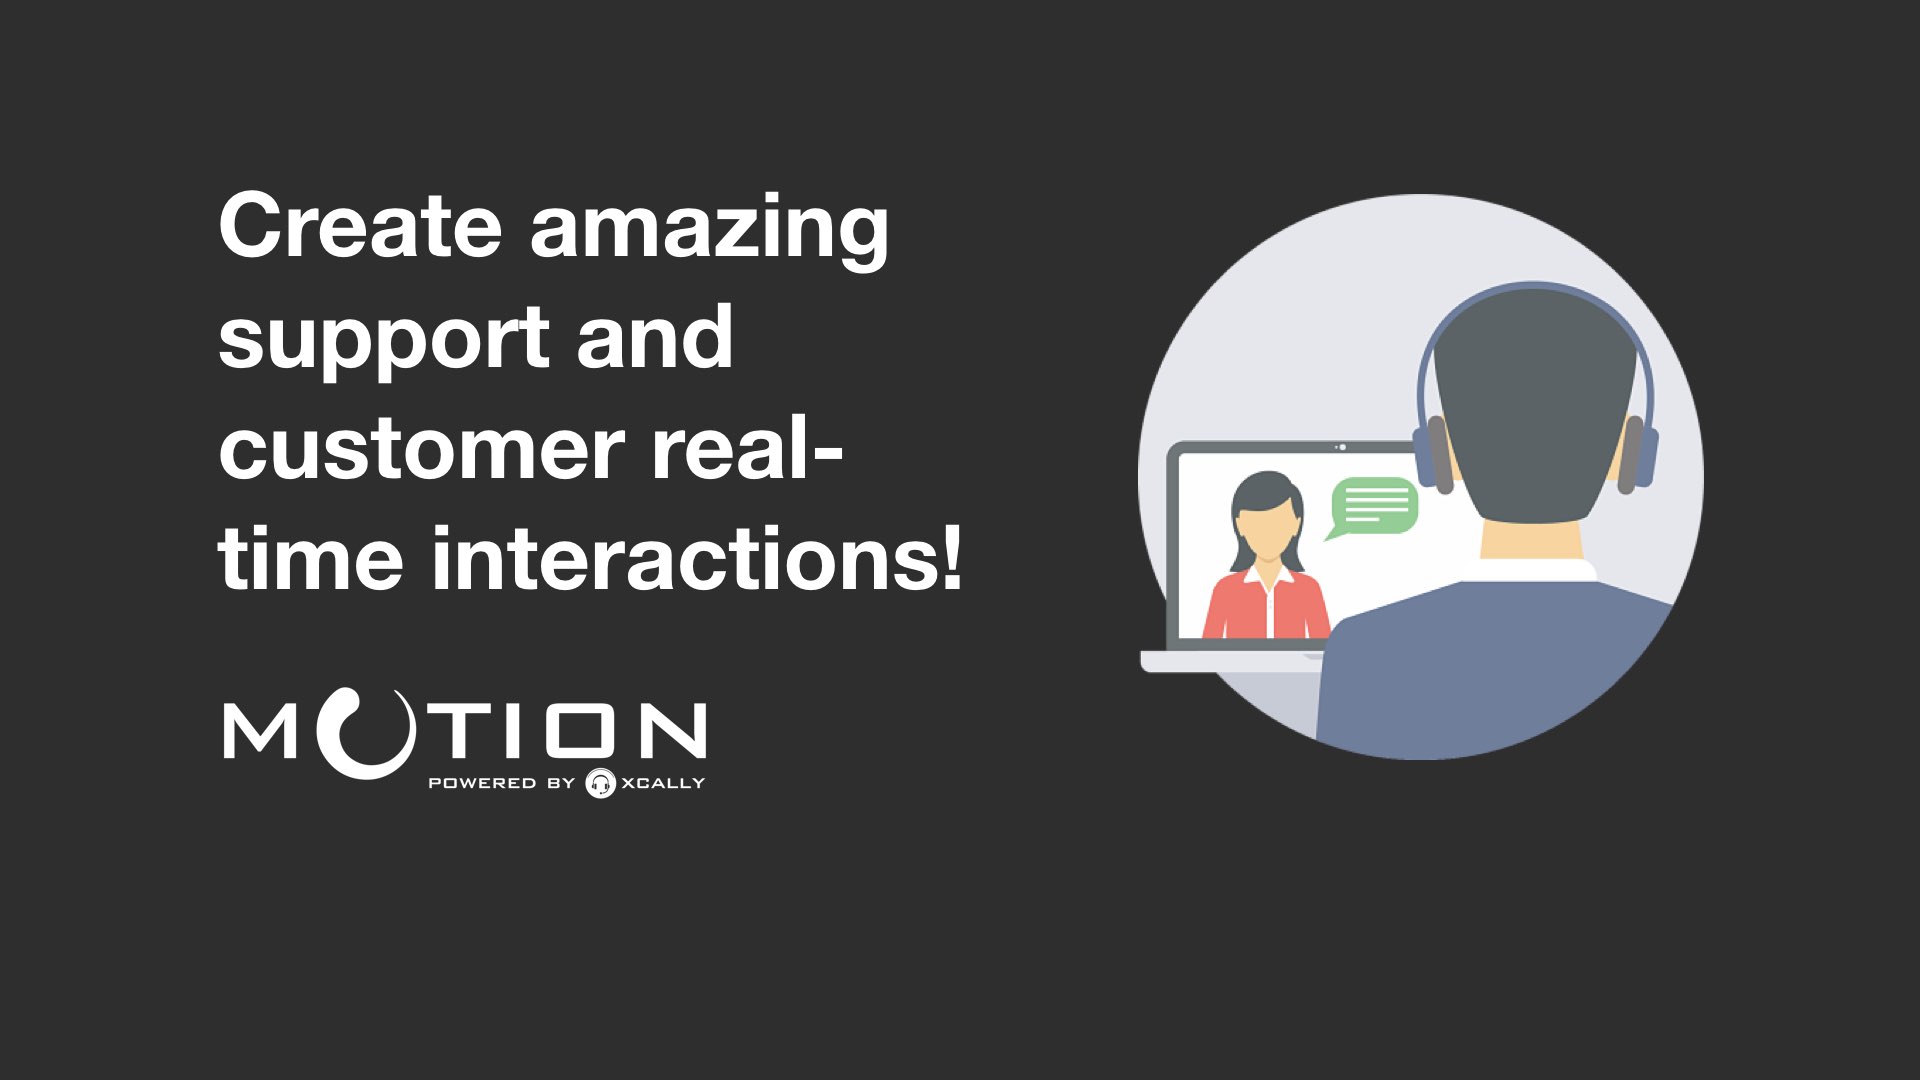 Create amazing
support and
customer real-
time interactions!
MOTION
POWERED BY XCALLY